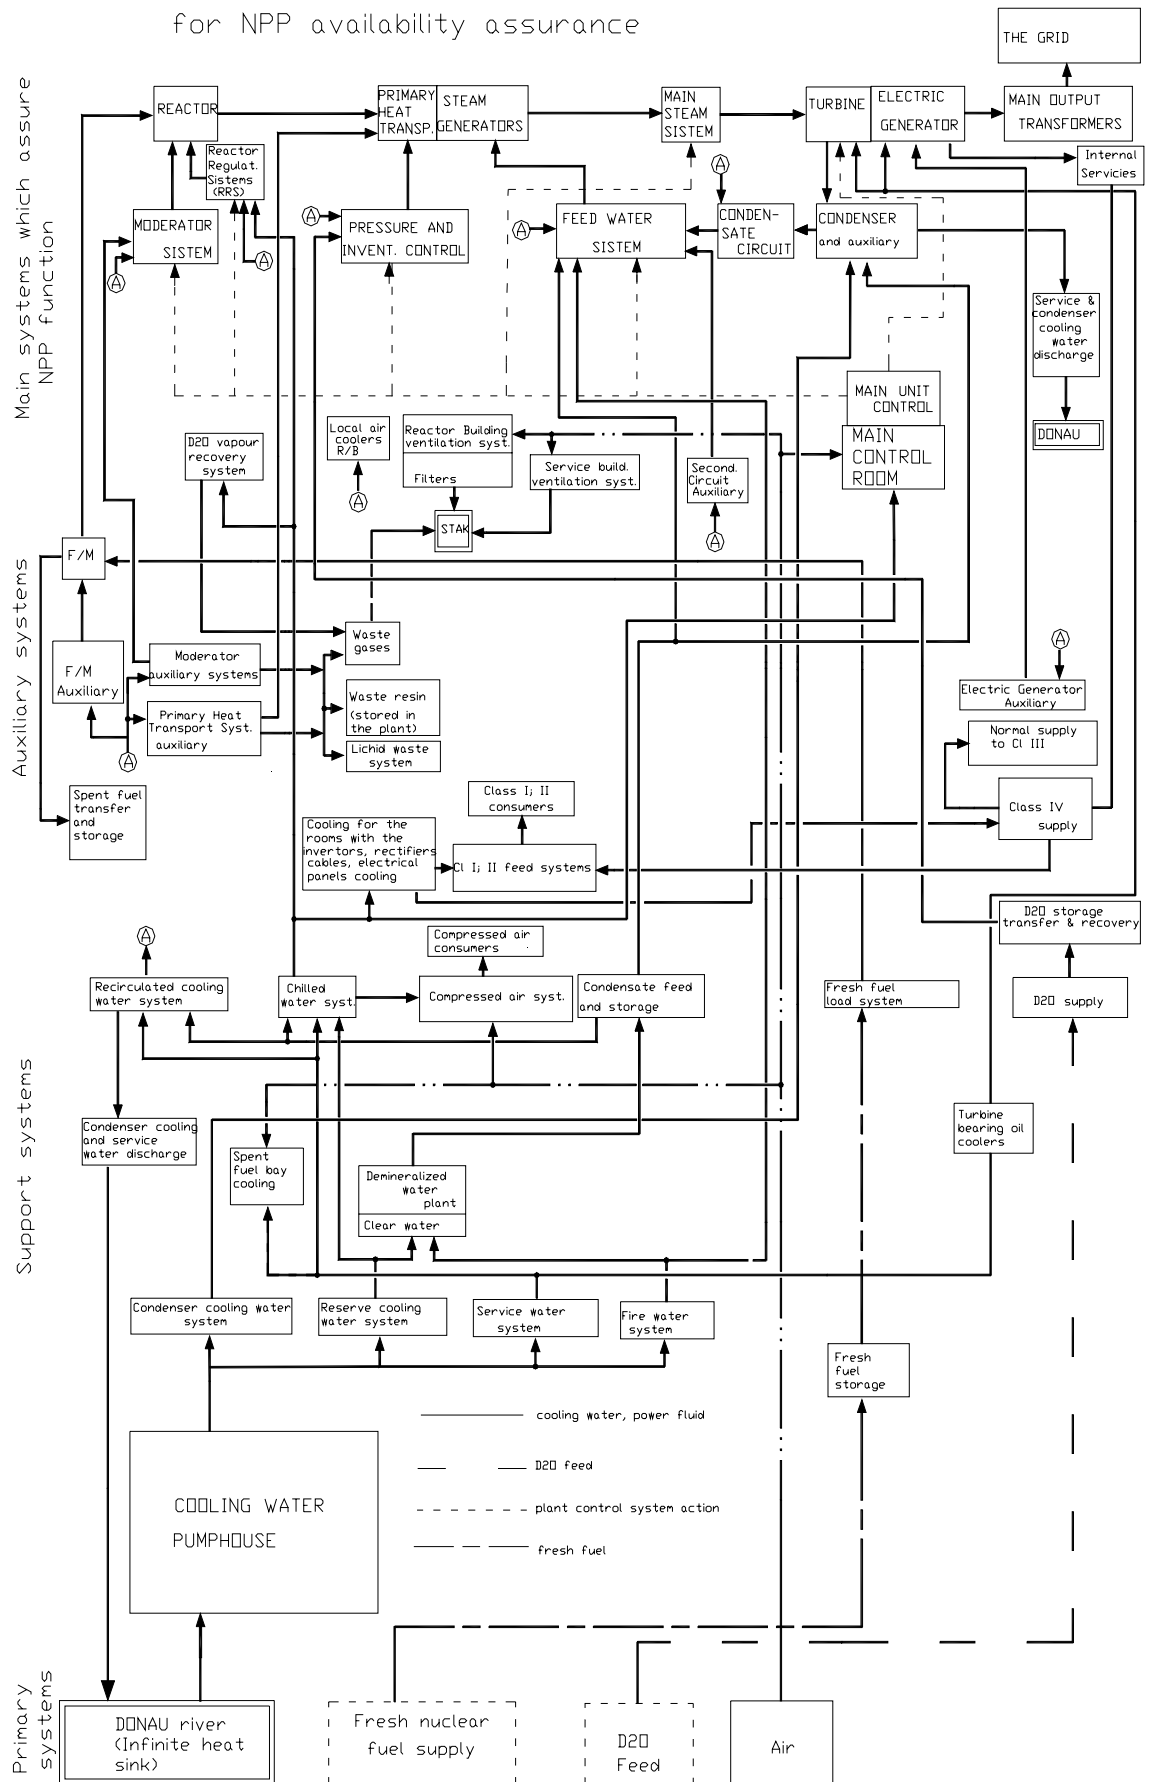 for NPP availability assurance
THE GRID
Main systems which assure
NPP function
REACTOR
PRIMARY
HEAT
TRANSP.
STEAM
GENERATORS
MAIN
STEAM
SISTEM
TURBINE
ELECTRIC
GENERATOR
MAIN OUTPUT
TRANSFORMERS
Reactor
Regulat.
Sistems
(RRS)
Internal
Servicies
A
A
A
A
A
MODERATOR
SISTEM
PRESSURE AND
INVENT. CONTROL
FEED WATER
SISTEM
CONDEN-
SATE
CIRCUIT
CONDENSER
and auxiliary
Service &
condenser
cooling
water
discharge
DONAU
MAIN UNIT
CONTROL
MAIN
CONTROL
ROOM
D2O vapour
recovery
system
Local air
coolers
R/B
A
Reactor Building
ventilation syst.
Filters
Service build.
ventilation syst.
STAK
Second.
Circuit
Auxiliary
A
Auxiliary systems
F/M
F/M
Auxiliary
Moderator
auxiliary systems
Primary Heat
Transport Syst.
auxiliary
A
Waste
gases
Waste resin
(stored in
the plant)
Lichid waste
system
A
Electric Generator
Auxiliary
Normal supply
to Cl III
Class IV
supply
Spent fuel
transfer
and
storage
Class I; II
consumers
Cooling for the
rooms with the
invertors, rectifiers
cables, electrical
panels cooling
Cl I; II feed systems
D2O storage
transfer & recovery
Support systems
A
Compressed air
consumers
Recirculated cooling
water system
Chilled
water syst.
Compressed air syst.
Condensate feed
and storage
Fresh fuel
load system
D2O supply
Condenser cooling
and service
water discharge
Spent
fuel bay
cooling
Demineralized
water
plant
Clear water
Turbine
bearing oil
coolers
Condenser cooling water
system
Reserve cooling
water system
Service water
system
Fire water
system
Fresh
fuel
storage
cooling water, power fluid
D2O feed
plant control system action
fresh fuel
COOLING WATER
PUMPHOUSE
Primary
systems
DONAU river
(Infinite heat
sink)
Fresh nuclear
fuel supply
D2O
Feed
Air